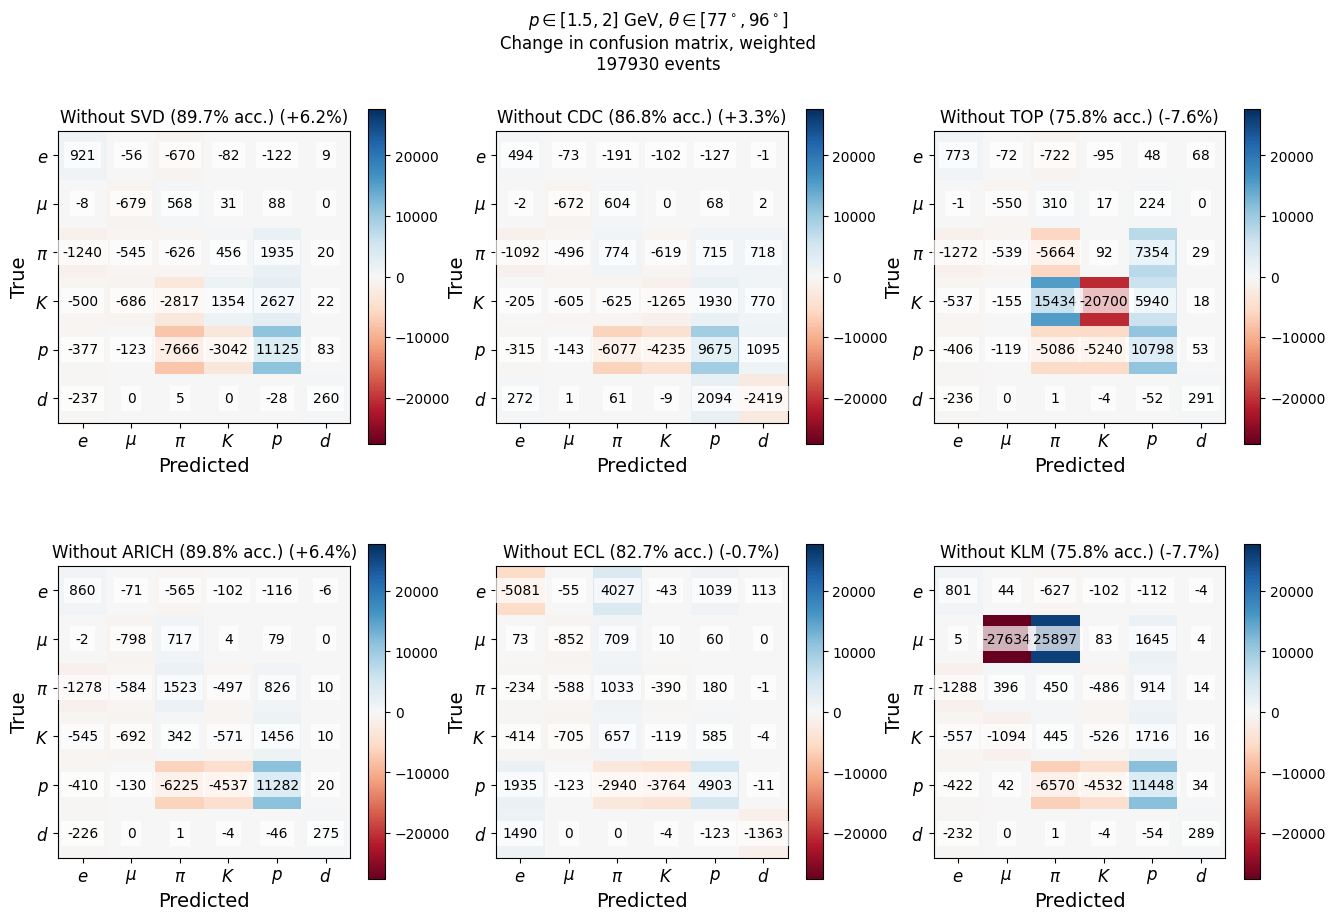 p ∈ [1.5, 2] GeV, θ ∈ [77°, 96°]
Change in confusion matrix, weighted
197930 events
Without SVD (89.7% acc.) (+6.2%)
True
e 921 -56 -670 -82 -122 9
μ -8 -679 568 31 88 0
π -1240 -545 -626 456 1935 20
K -500 -686 -2817 1354 2627 22
p -377 -123 -7666 -3042 11125 83
d -237 0 5 0 -28 260
e μ π K p d
Predicted
20000
10000
0
−10000
−20000
Without CDC (86.8% acc.) (+3.3%)
True
e 494 -73 -191 -102 -127 -1
μ -2 -672 604 0 68 2
π -1092 -496 774 -619 715 718
K -205 -605 -625 -1265 1930 770
p -315 -143 -6077 -4235 9675 1095
d 272 1 61 -9 2094 -2419
e μ π K p d
Predicted
20000
10000
0
−10000
−20000
Without TOP (75.8% acc.) (-7.6%)
True
e 773 -72 -722 -95 48 68
μ -1 -550 310 17 224 0
π -1272 -539 -5664 92 7354 29
K -537 -155 15434 -20700 5940 18
p -406 -119 -5086 -5240 10798 53
d -236 0 1 -4 -52 291
e μ π K p d
Predicted
20000
10000
0
−10000
−20000
Without ARICH (89.8% acc.) (+6.4%)
True
e 860 -71 -565 -102 -116 -6
μ -2 -798 717 4 79 0
π -1278 -584 1523 -497 826 10
K -545 -692 342 -571 1456 10
p -410 -130 -6225 -4537 11282 20
d -226 0 1 -4 -46 275
e μ π K p d
Predicted
20000
10000
0
−10000
−20000
Without ECL (82.7% acc.) (-0.7%)
True
e -5081 -55 4027 -43 1039 113
μ 73 -852 709 10 60 0
π -234 -588 1033 -390 180 -1
K -414 -705 657 -119 585 -4
p 1935 -123 -2940 -3764 4903 -11
d 1490 0 0 -4 -123 -1363
e μ π K p d
Predicted
20000
10000
0
−10000
−20000
Without KLM (75.8% acc.) (-7.7%)
True
e 801 44 -627 -102 -112 -4
μ 5 -27634 25897 83 1645 4
π -1288 396 450 -486 914 14
K -557 -1094 445 -526 1716 16
p -422 42 -6570 -4532 11448 34
d -232 0 1 -4 -54 289
e μ π K p d
Predicted
20000
10000
0
−10000
−20000